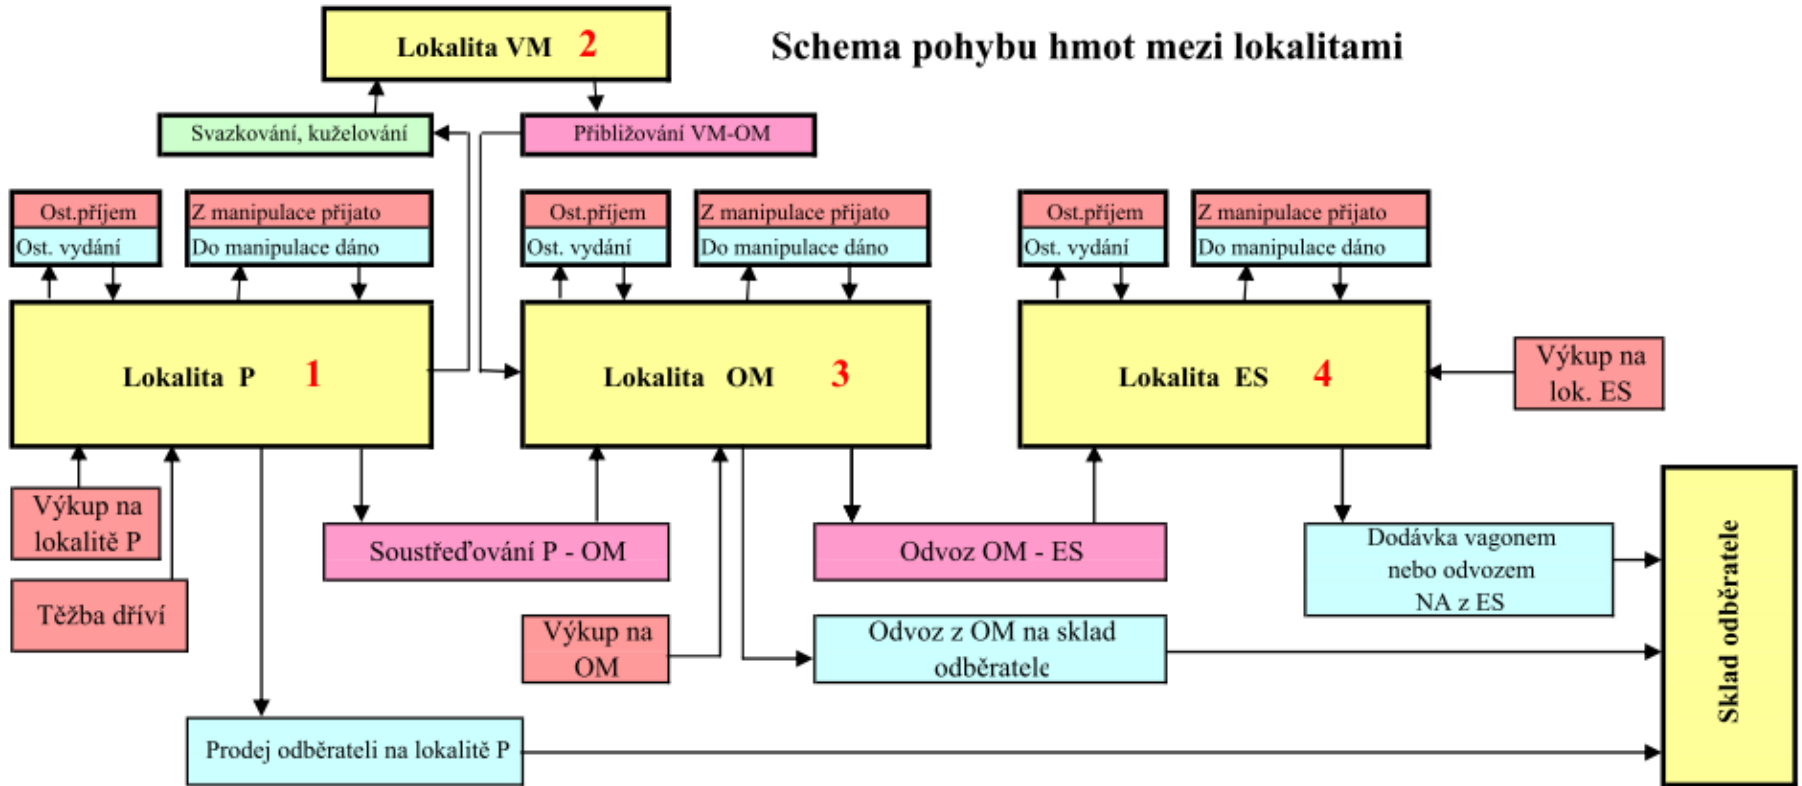 Lokalita VM 2
Schema pohybu hmot mezi lokalitami
Svazkování, kuželování
Přibližování VM-OM
Ost.příjem
Ost. vydání
Z manipulace přijato
Do manipulace dáno
Ost.příjem
Ost. vydání
Z manipulace přijato
Do manipulace dáno
Ost.příjem
Ost. vydání
Z manipulace přijato
Do manipulace dáno
Lokalita P 1
Lokalita OM 3
Lokalita ES 4
Výkup na
lok. ES
Výkup na
lokalitě P
Soustřeďování P - OM
Odvoz OM - ES
Dodávka vagonem
nebo odvozem
NA z ES
Těžba dříví
Výkup na
OM
Odvoz z OM na sklad
odběratele
Sklad odběratele
Prodej odběrateli na lokalitě P